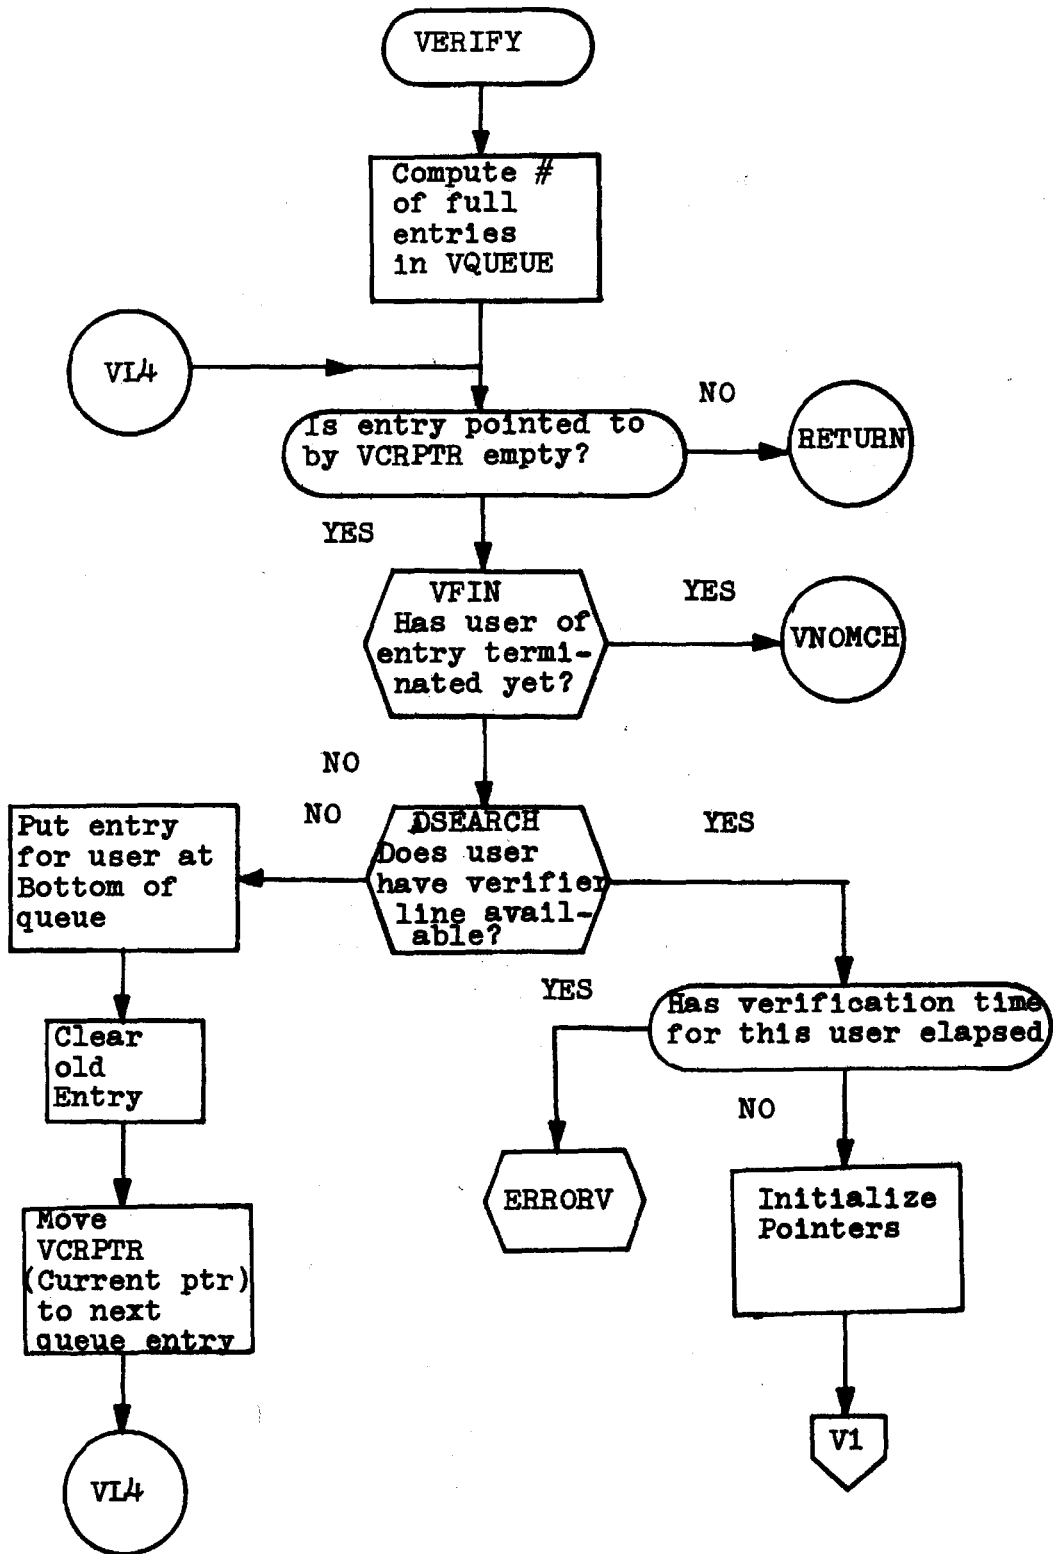 VERIFY
Compute #
of full
entries
in VQUEUE
VL4
Is entry pointed to
by VCRPTR empty?
NO
RETURN
YES
VFIN
Has user of
entry termi-
nated yet?
YES
VNOMCH
NO
NO
DSEARCH
Does user
have verifier
line avail-
able?
YES
Put entry
for user at
Bottom of
queue
YES
Has verification time
for this user elapsed
Clear
old
Entry
NO
ERRORV
Initialize
Pointers
Move
VCRPTR
(Current ptr)
to next
queue entry
V1
VL4